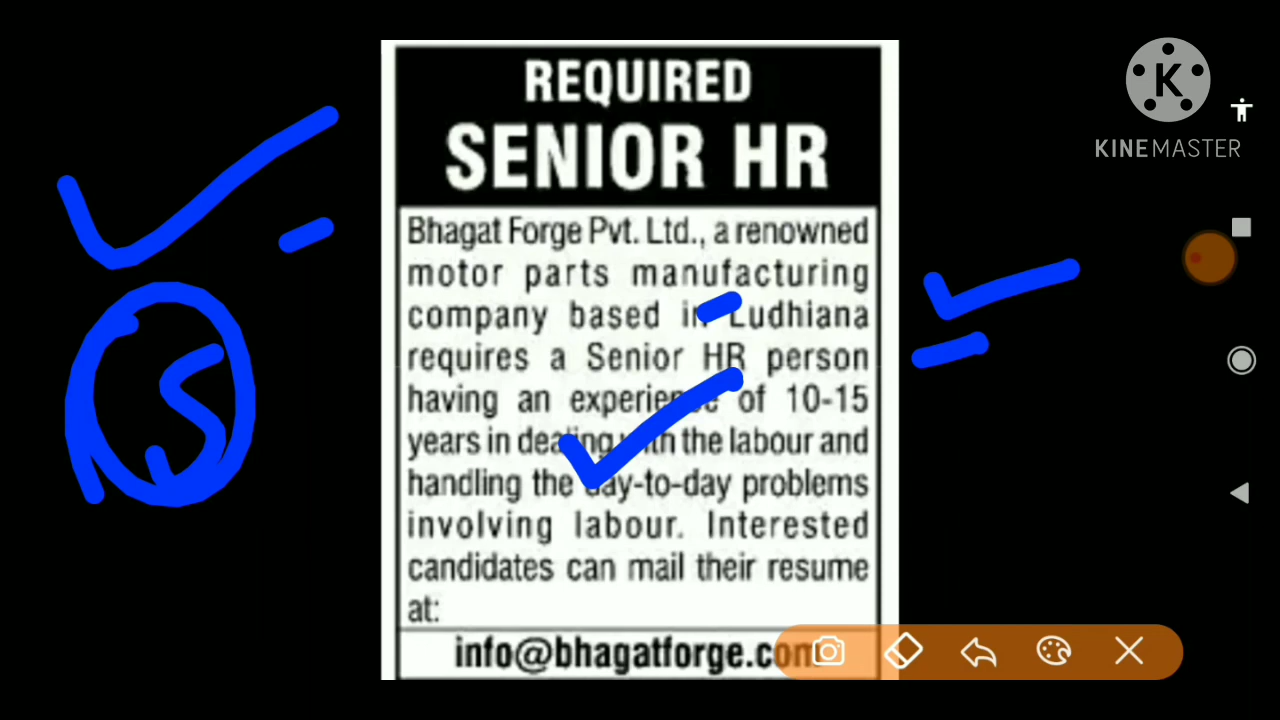 REQUIRED
SENIOR HR
Bhagat Forge Pvt. Ltd., a renowned
motor parts manufacturing
company based in Ludhiana
requires a Senior HR person
having an experience of 10-15
years in dealing with the labour and
handling the day-to-day problems
involving labour. Interested
candidates can mail their resume
at:
info@bhagatforge.com
K
KINEMASTER
S